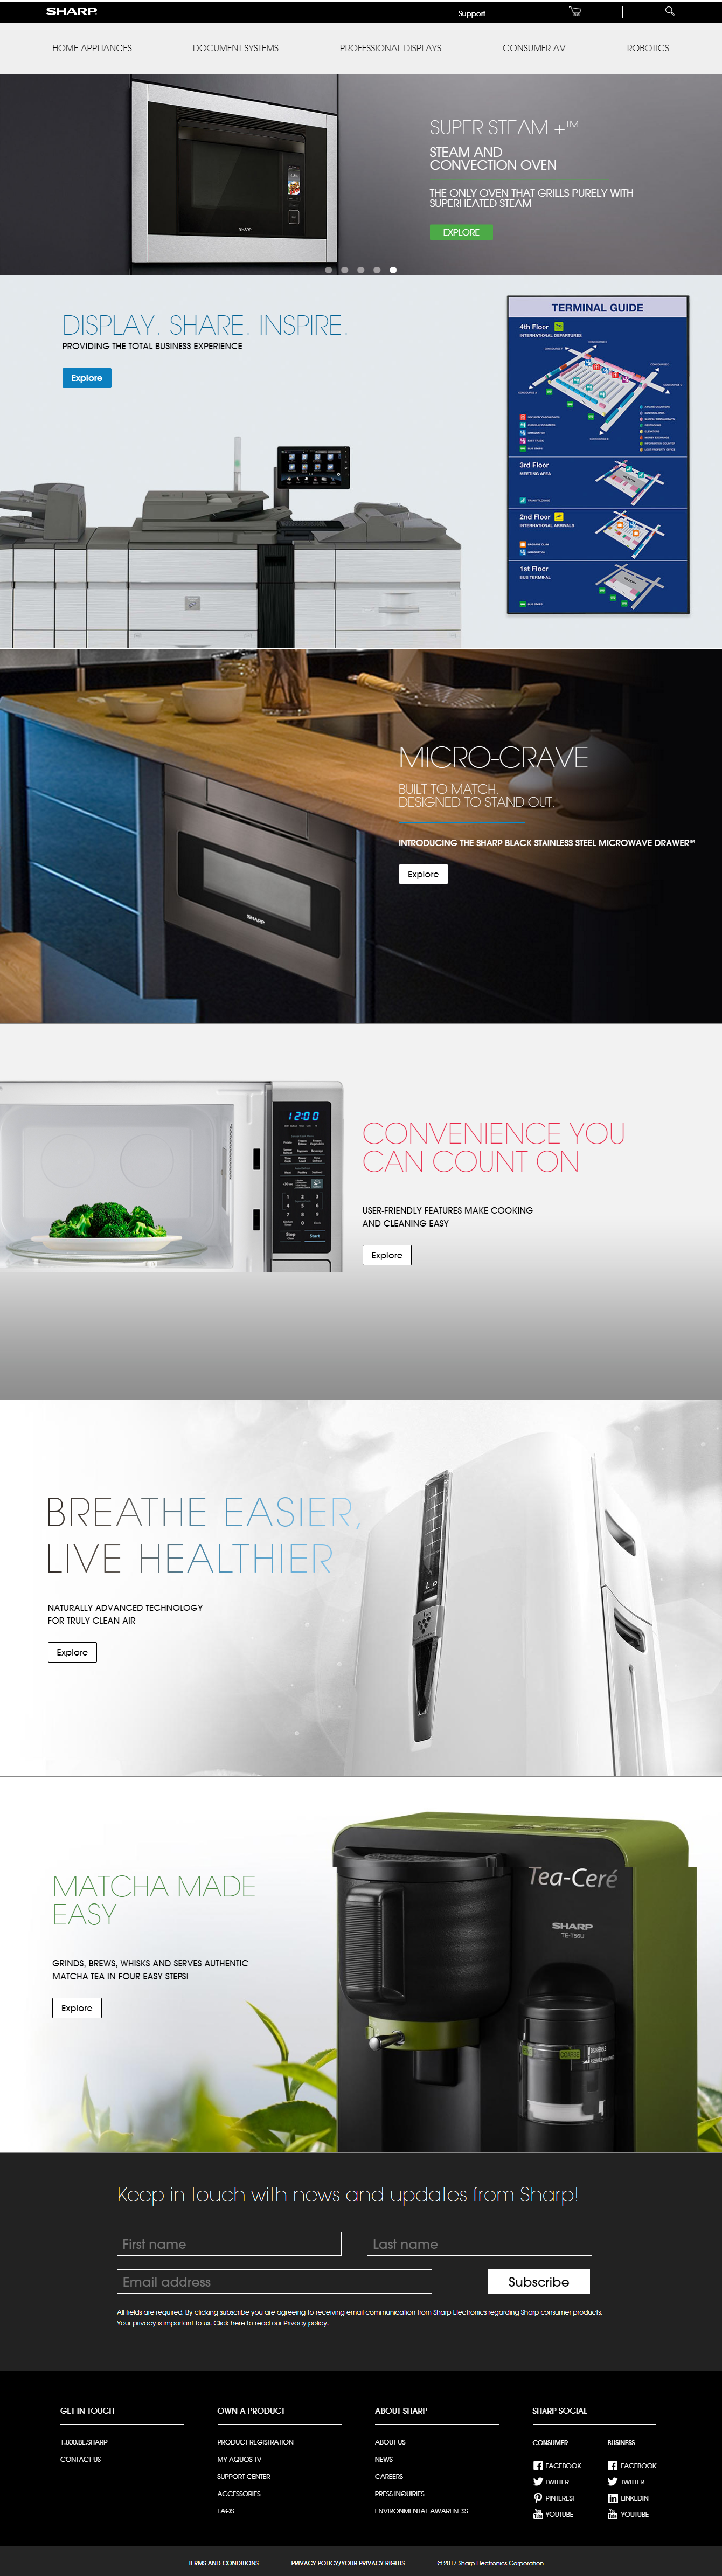 SHARP
Support
HOME APPLIANCES
DOCUMENT SYSTEMS
PROFESSIONAL DISPLAYS
CONSUMER AV
ROBOTICS
SUPER STEAM +™
STEAM AND
CONVECTION OVEN
THE ONLY OVEN THAT GRILLS PURELY WITH
SUPERHEATED STEAM
EXPLORE
SHARP
DISPLAY. SHARE. INSPIRE.
PROVIDING THE TOTAL BUSINESS EXPERIENCE
Explore
TERMINAL GUIDE
4th Floor
INTERNATIONAL DEPARTURES
3rd Floor
MEETING AREA
2nd Floor
INTERNATIONAL ARRIVALS
1st Floor
BUS TERMINAL
MICRO-CRAVE
BUILT TO MATCH.
DESIGNED TO STAND OUT.
INTRODUCING THE SHARP BLACK STAINLESS STEEL MICROWAVE DRAWER™
Explore
SHARP
12:00
CONVENIENCE YOU
CAN COUNT ON
USER-FRIENDLY FEATURES MAKE COOKING
AND CLEANING EASY
Explore
BREATHE EASIER,
LIVE HEALTHIER
NATURALLY ADVANCED TECHNOLOGY
FOR TRULY CLEAN AIR
Explore
Lo
MATCHA MADE
EASY
GRINDS, BREWS, WHISKS AND SERVES AUTHENTIC
MATCHA TEA IN FOUR EASY STEPS!
Explore
Tea-Ceré
SHARP
TE-T56U
Keep in touch with news and updates from Sharp!
First name
Last name
Email address
Subscribe
All fields are required. By clicking subscribe you are agreeing to receiving email communication from Sharp Electronics regarding Sharp consumer products.
Your privacy is important to us. Click here to read our Privacy policy.
GET IN TOUCH
1.800.BE.SHARP
CONTACT US
OWN A PRODUCT
PRODUCT REGISTRATION
MY AQUOS TV
SUPPORT CENTER
ACCESSORIES
FAQS
ABOUT SHARP
ABOUT US
NEWS
CAREERS
PRESS INQUIRIES
ENVIRONMENTAL AWARENESS
SHARP SOCIAL
CONSUMER
FACEBOOK
TWITTER
PINTEREST
YOUTUBE
BUSINESS
FACEBOOK
TWITTER
LINKEDIN
YOUTUBE
TERMS AND CONDITIONS | PRIVACY POLICY/YOUR PRIVACY RIGHTS | © 2017 Sharp Electronics Corporation.